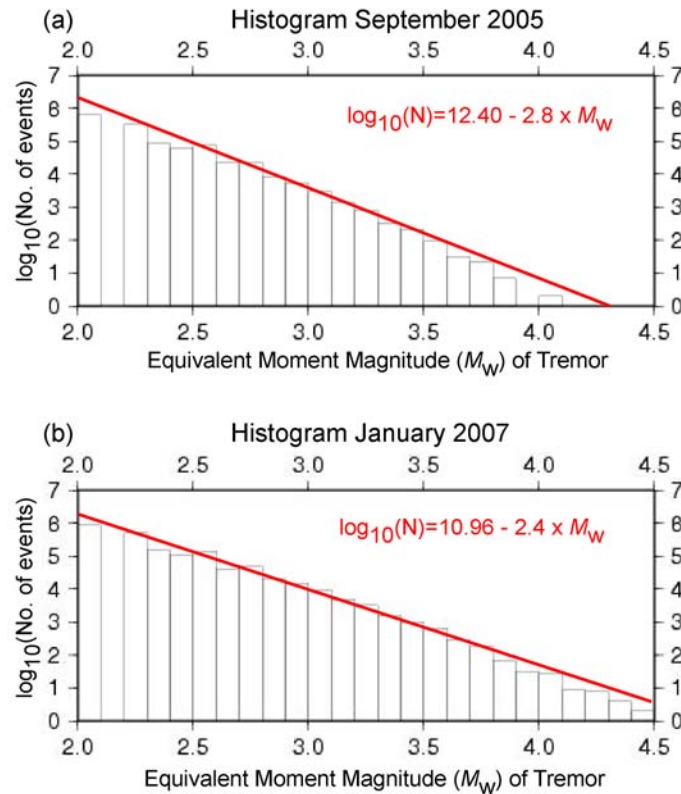 (a) Histogram September 2005
2.0 2.5 3.0 3.5 4.0 4.5
log10(N)=12.40 - 2.8 x Mw
log10(No. of events)
7 7
6 6
5 5
4 4
3 3
2 2
1 1
0 0
2.0 2.5 3.0 3.5 4.0 4.5
Equivalent Moment Magnitude (Mw) of Tremor
(b) Histogram January 2007
2.0 2.5 3.0 3.5 4.0 4.5
log10(N)=10.96 - 2.4 x Mw
log10(No. of events)
7 7
6 6
5 5
4 4
3 3
2 2
1 1
0 0
2.0 2.5 3.0 3.5 4.0 4.5
Equivalent Moment Magnitude (Mw) of Tremor